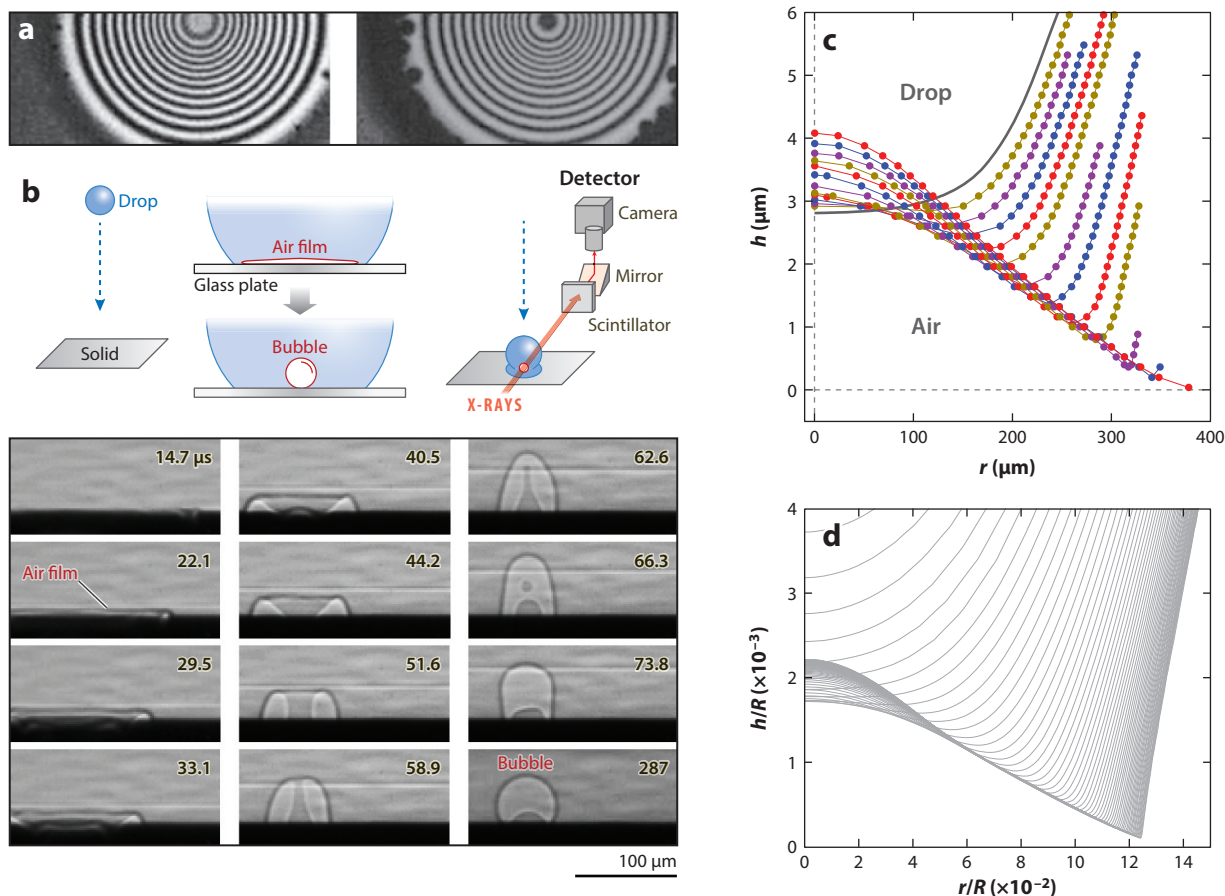 a
b
Drop
Solid
Air film
Glass plate
Bubble
Detector
Camera
Mirror
Scintillator
X-RAYS
14.7 μs
40.5
62.6
22.1
Air film
44.2
66.3
29.5
51.6
73.8
33.1
58.9
Bubble
287
100 μm
c
Drop
Air
h (μm)
6
5
4
3
2
1
0
0
100
200
300
400
r (μm)
d
h/R (×10⁻³)
4
3
2
1
0
0
2
4
6
8
10
12
14
r/R (×10⁻²)